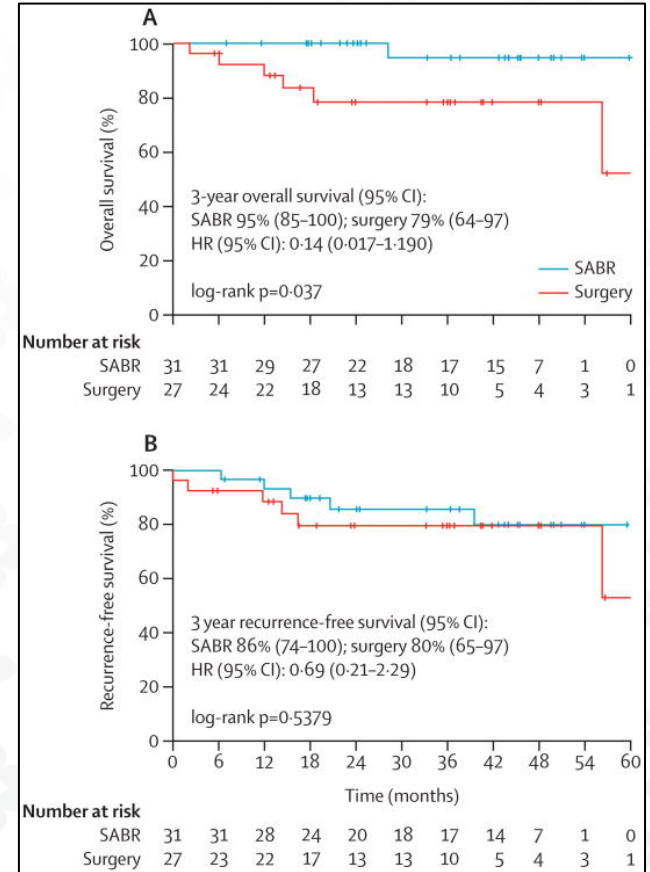 A
Overall survival (%)
100
80
60
40
20
0
3-year overall survival (95% CI):
SABR 95% (85–100); surgery 79% (64–97)
HR (95% CI): 0·14 (0·017–1·190)
log-rank p=0·037
SABR
Surgery
Number at risk
SABR 31 31 29 27 22 18 17 15 7 1 0
Surgery 27 24 22 18 13 13 10 5 4 3 1
B
Recurrence-free survival (%)
100
80
60
40
20
0
3 year recurrence-free survival (95% CI):
SABR 86% (74–100); surgery 80% (65–97)
HR (95% CI): 0·69 (0·21–2·29)
log-rank p=0·5379
0 6 12 18 24 30 36 42 48 54 60
Time (months)
Number at risk
SABR 31 31 28 24 20 18 17 14 7 1 0
Surgery 27 23 22 17 13 13 10 5 4 3 1